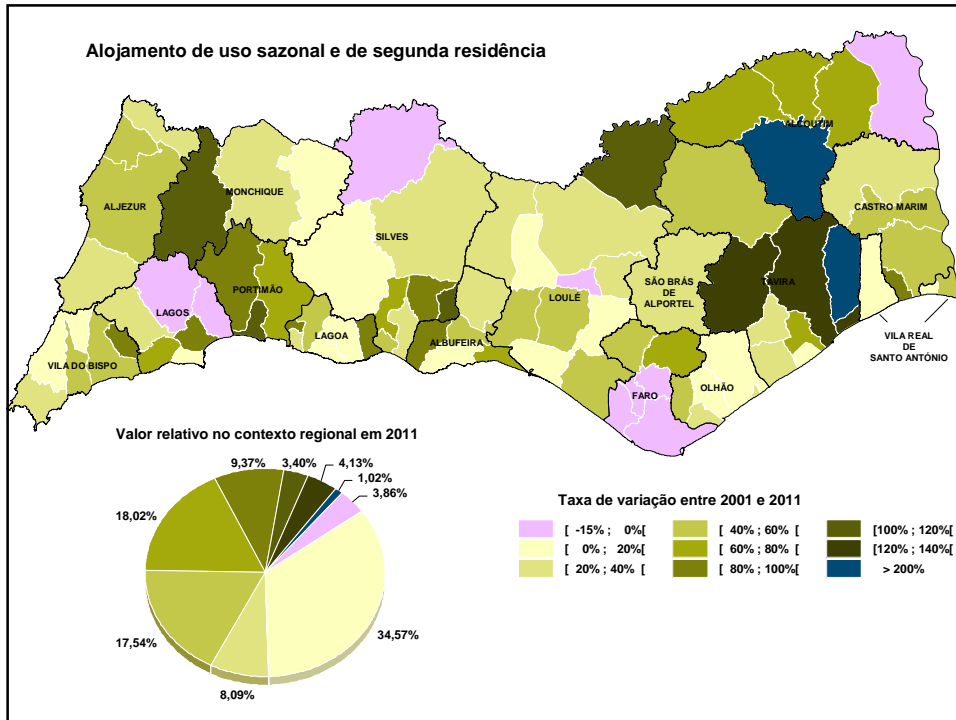 Alojamento de uso sazonal e de segunda residência
ALCOUTIM
MONCHIQUE
ALJEZUR
CASTRO MARIM
SILVES
SÃO BRÁS
DE
ALPORTEL
TAVIRA
PORTIMÃO
LOULÉ
LAGOS
LAGOA
ALBUFEIRA
VILA REAL
DE
SANTO ANTÓNIO
VILA DO BISPO
OLHÃO
FARO
Valor relativo no contexto regional em 2011
9,37%
3,40%
4,13%
1,02%
3,86%
18,02%
34,57%
17,54%
8,09%
Taxa de variação entre 2001 e 2011
[ -15% ; 0%[
[ 0% ; 20%[
[ 20% ; 40% [
[ 40% ; 60% [
[ 60% ; 80% [
[ 80% ; 100%[
[100% ; 120%[
[120% ; 140%[
> 200%